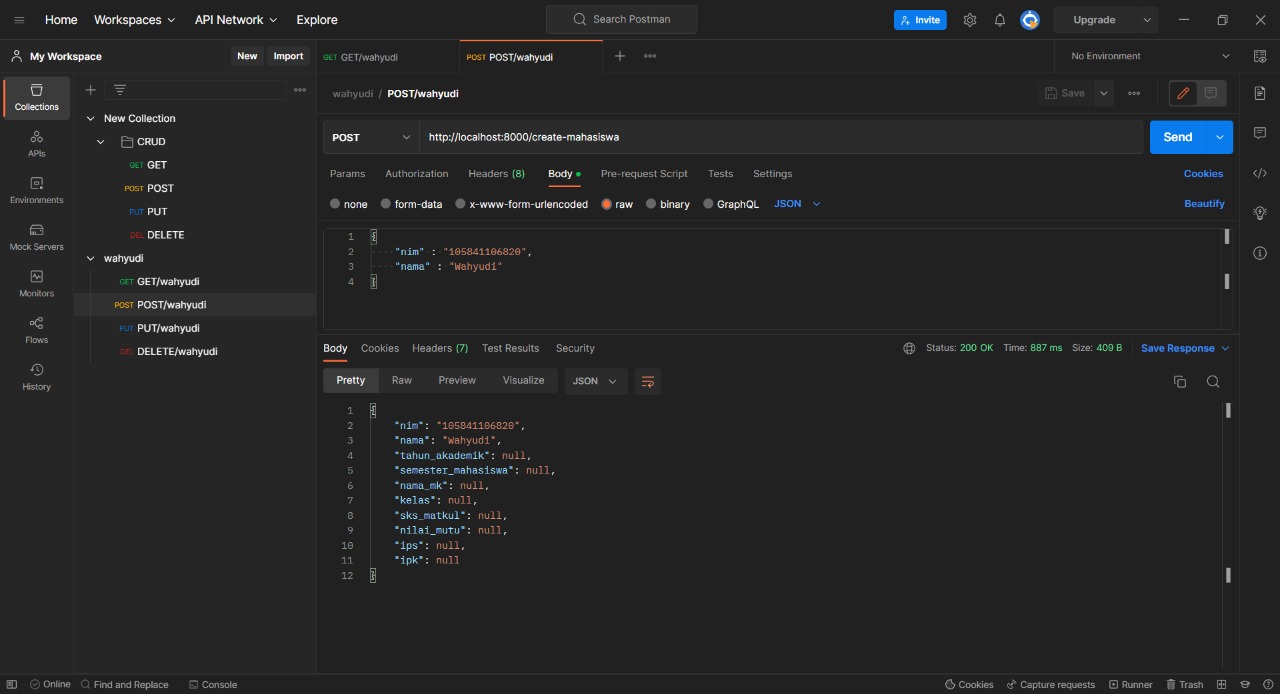 Home Workspaces API Network Explore Search Postman Invite Upgrade
My Workspace New Import GET GET/wahyudi POST POST/wahyudi No Environment
Collections
APIs
Environments
Mock Servers
Monitors
Flows
History
New Collection
CRUD
GET GET
POST POST
PUT PUT
DEL DELETE
wahyudi
GET GET/wahyudi
POST POST/wahyudi
PUT PUT/wahyudi
DEL DELETE/wahyudi
wahyudi / POST/wahyudi Save
POST http://localhost:8000/create-mahasiswa Send
Params Authorization Headers (8) Body Pre-request Script Tests Settings Cookies
none form-data x-www-form-urlencoded raw binary GraphQL JSON Beautify
1 {
2 "nim" : "105841106820",
3 "nama" : "Wahyudi"
4 }
Body Cookies Headers (7) Test Results Security Status: 200 OK Time: 887 ms Size: 409 B Save Response
Pretty Raw Preview Visualize JSON
1 {
2 "nim": "105841106820",
3 "nama": "Wahyudi",
4 "tahun_akademik": null,
5 "semester_mahasiswa": null,
6 "nama_mk": null,
7 "kelas": null,
8 "sks_matkul": null,
9 "nilai_mutu": null,
10 "ips": null,
11 "ipk": null
12 }
Online Find and Replace Console Cookies Capture requests Runner Trash